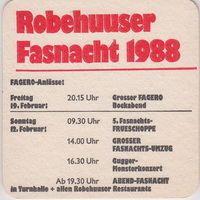 Robehuuser
Fasnacht 1988
FAGERO-Anlässe:
Freitag 20.15 Uhr Grosser FAGERO
19. Februar: Bockabend
Sonntag 09.30 Uhr 5. Fasnachts-
12. Februar: FRUESCHOPPE
14.00 Uhr GROSSER
FASNACHTS-UMZUG
16.30 Uhr Gugger-
Monsterkonzert
Ab 19.30 Uhr ABEND-FASNACHT
in Turnhalle + allen Robehuuser Restaurants